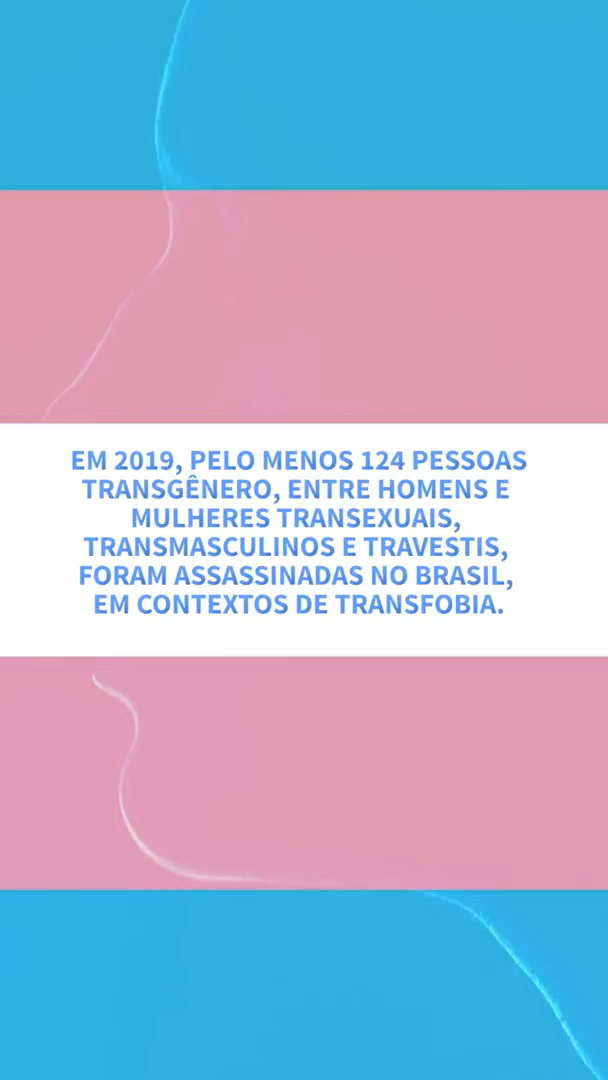 EM 2019, PELO MENOS 124 PESSOAS
TRANSGÊNERO, ENTRE HOMENS E
MULHERES TRANSEXUAIS,
TRANSMASCULINOS E TRAVESTIS,
FORAM ASSASSINADAS NO BRASIL,
EM CONTEXTOS DE TRANSFOBIA.